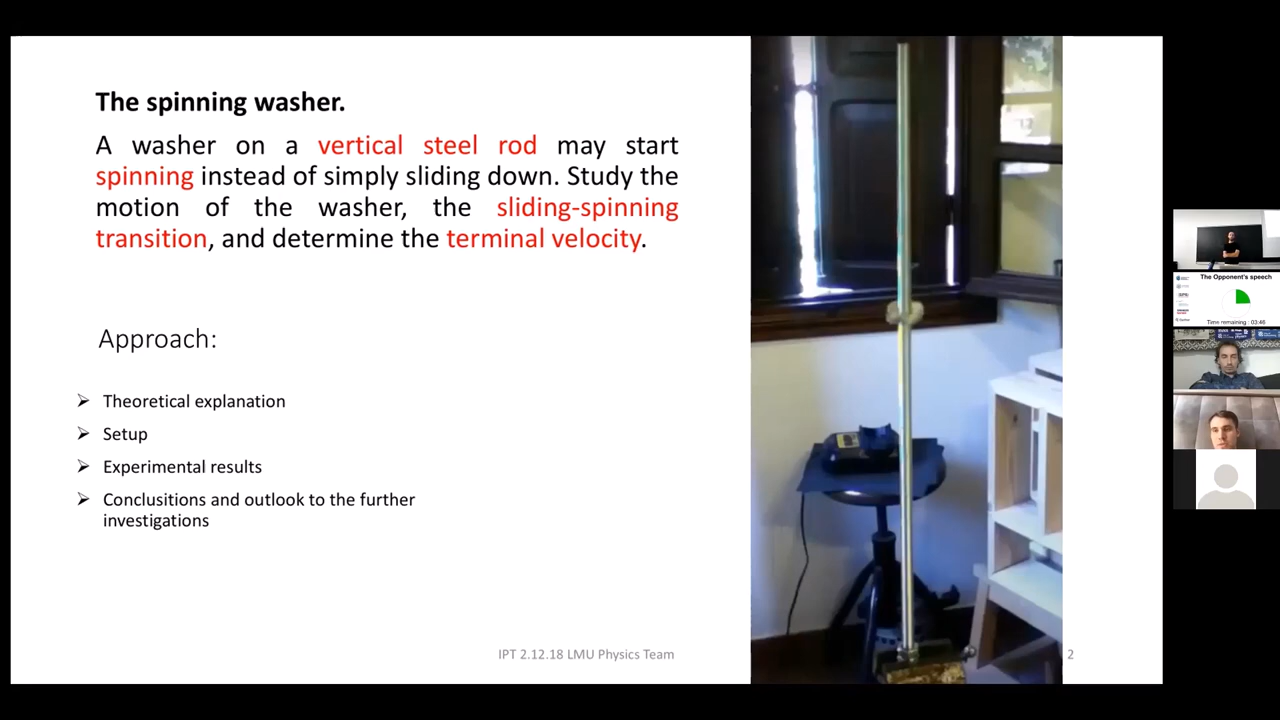 The spinning washer.
A washer on a vertical steel rod may start
spinning instead of simply sliding down. Study the
motion of the washer, the sliding-spinning
transition, and determine the terminal velocity.
Approach:
➢ Theoretical explanation
➢ Setup
➢ Experimental results
➢ Conclusitions and outlook to the further
investigations
IPT 2.12.18 LMU Physics Team
2
The Opponent's speech
Time remaining : 03:46